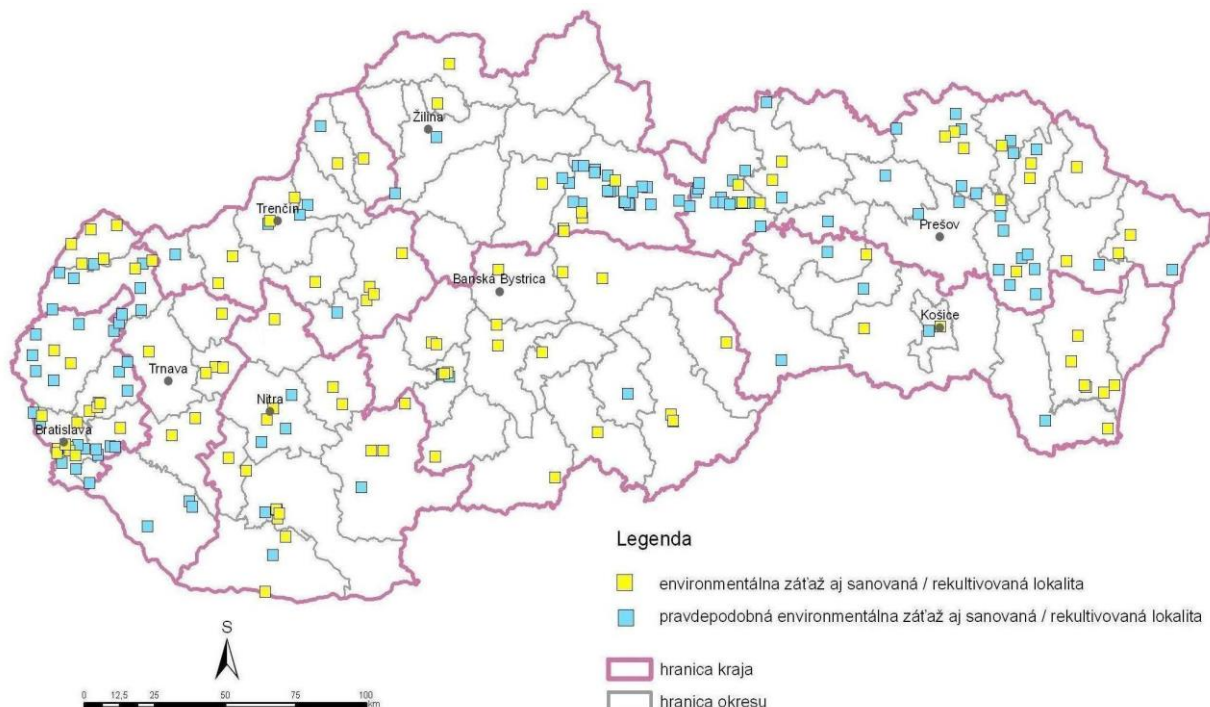 Žilina
Trenčín
Prešov
Banská Bystrica
Košice
Trnava
Nitra
Bratislava
Legenda
environmentálna záťaž aj sanovaná / rekultivovaná lokalita
pravdepodobná environmentálna záťaž aj sanovaná / rekultivovaná lokalita
S
hranica kraja
0 12,5 25 50 75 100
km
hranica okresu